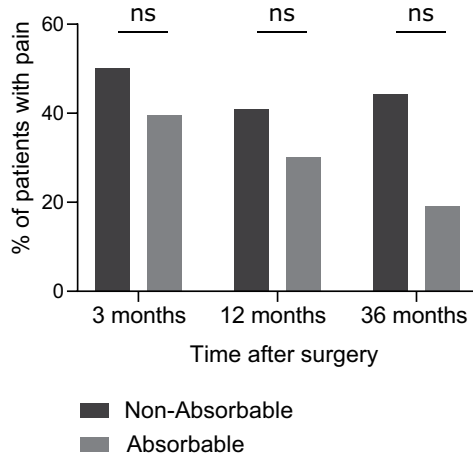 ns ns ns
60
40
20
0
% of patients with pain
3 months 12 months 36 months
Time after surgery
Non-Absorbable
Absorbable